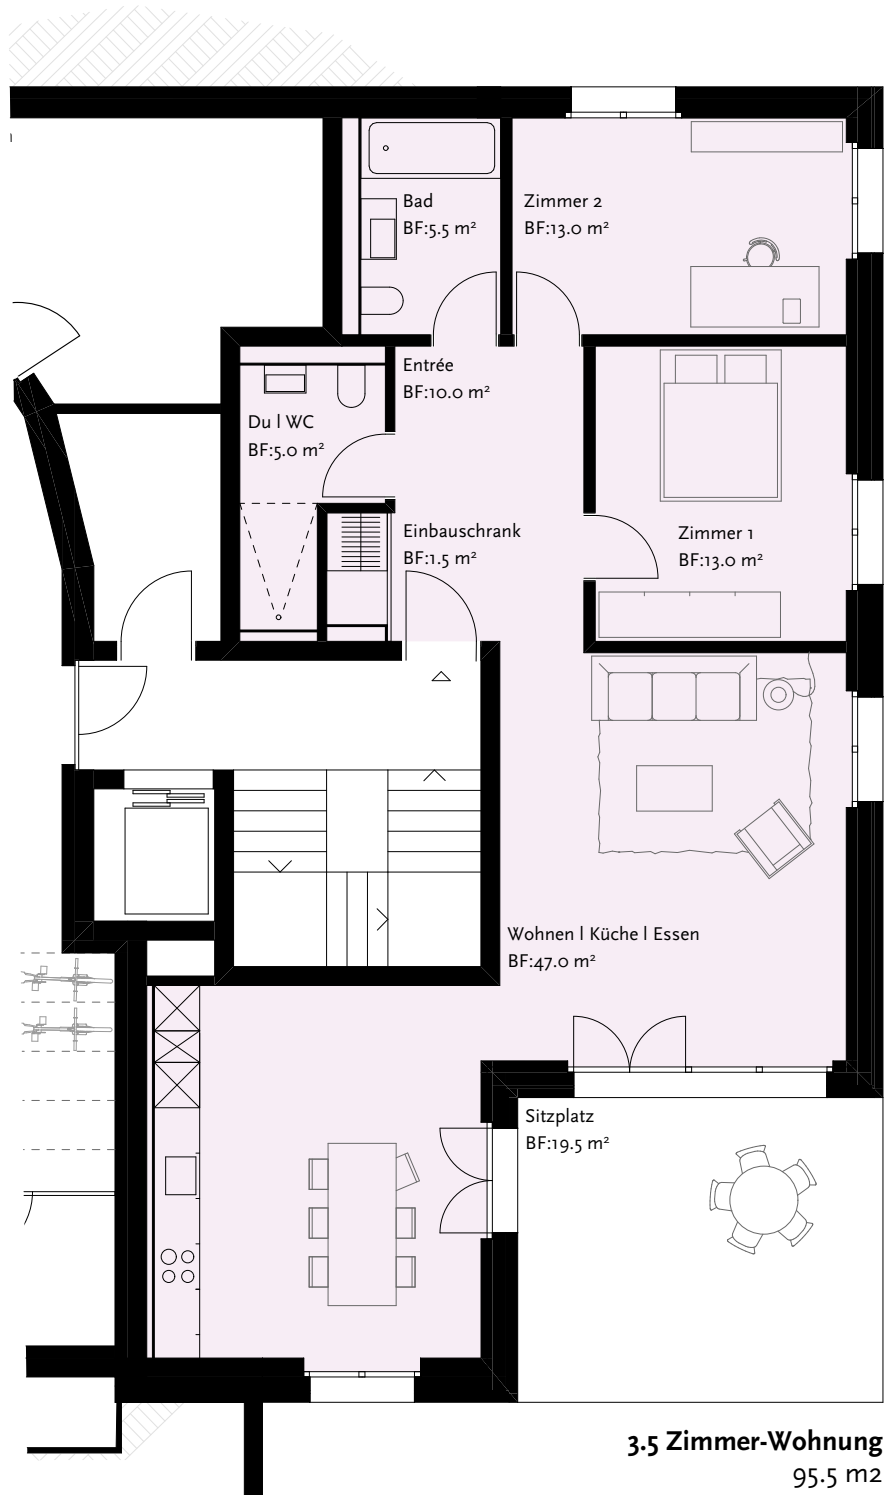 Bad
BF:5.5 m²
Zimmer 2
BF:13.0 m²
Entrée
BF:10.0 m²
Du | WC
BF:5.0 m²
Einbauschrank
BF:1.5 m²
Zimmer 1
BF:13.0 m²
Wohnen | Küche | Essen
BF:47.0 m²
Sitzplatz
BF:19.5 m²
3.5 Zimmer-Wohnung
95.5 m2